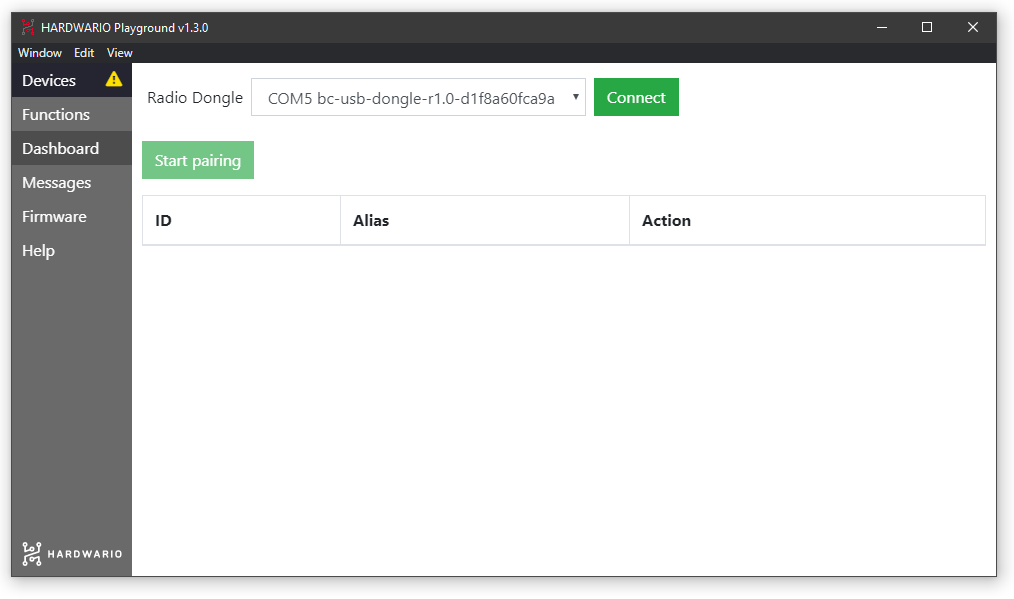 HARDWARIO Playground v1.3.0
Window Edit View
Devices
Functions
Dashboard
Messages
Firmware
Help
HARDWARIO
Radio Dongle COM5 bc-usb-dongle-r1.0-d1f8a60fca9a Connect
Start pairing
ID Alias Action